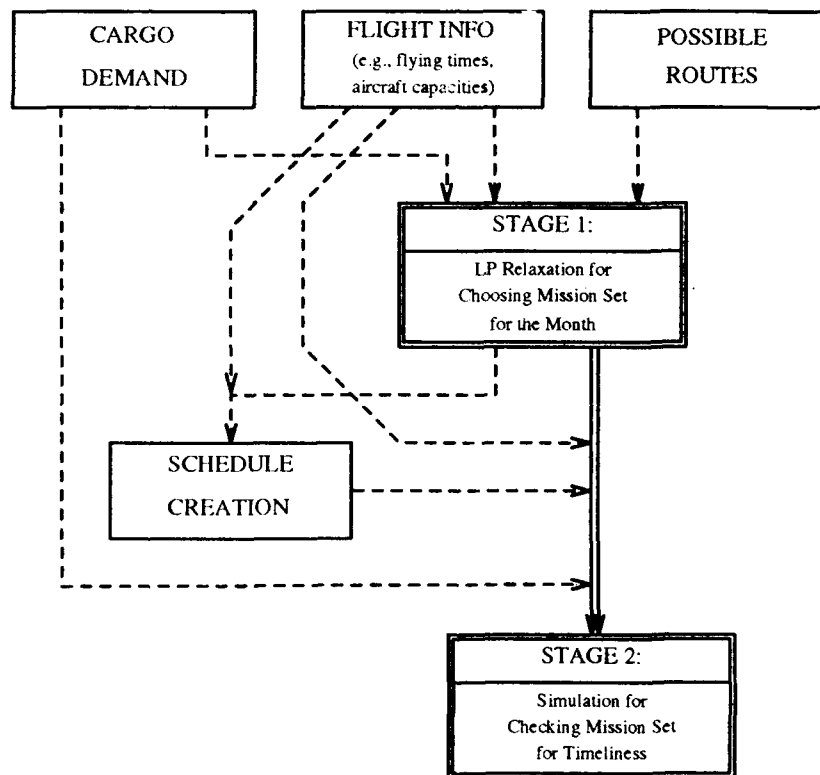 CARGO
DEMAND
FLIGHT INFO
(e.g., flying times,
aircraft capacities)
POSSIBLE
ROUTES
STAGE 1:
LP Relaxation for
Choosing Mission Set
for the Month
SCHEDULE
CREATION
STAGE 2:
Simulation for
Checking Mission Set
for Timeliness